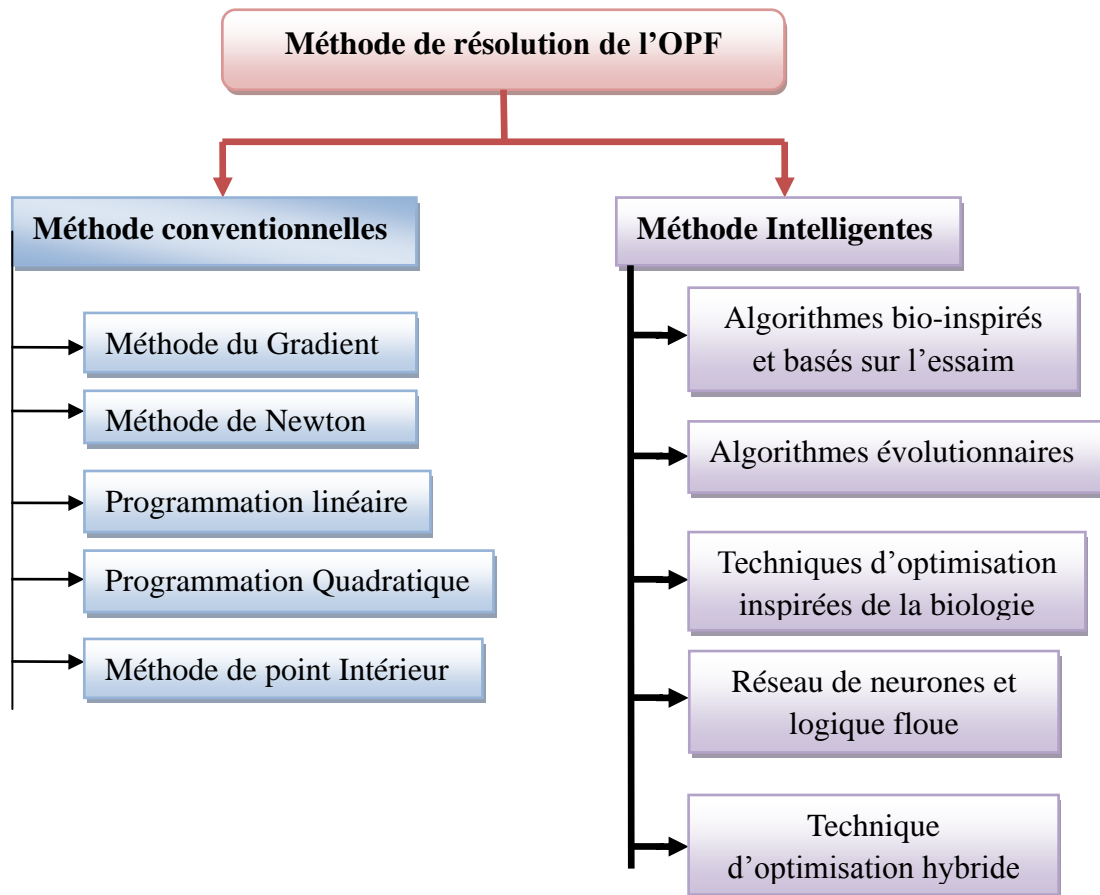 Méthode de résolution de l’OPF
Méthode conventionnelles
Méthode du Gradient
Méthode de Newton
Programmation linéaire
Programmation Quadratique
Méthode de point Intérieur
Méthode Intelligentes
Algorithmes bio-inspirés
et basés sur l’essaim
Algorithmes évolutionnaires
Techniques d’optimisation
inspirées de la biologie
Réseau de neurones et
logique floue
Technique
d’optimisation hybride